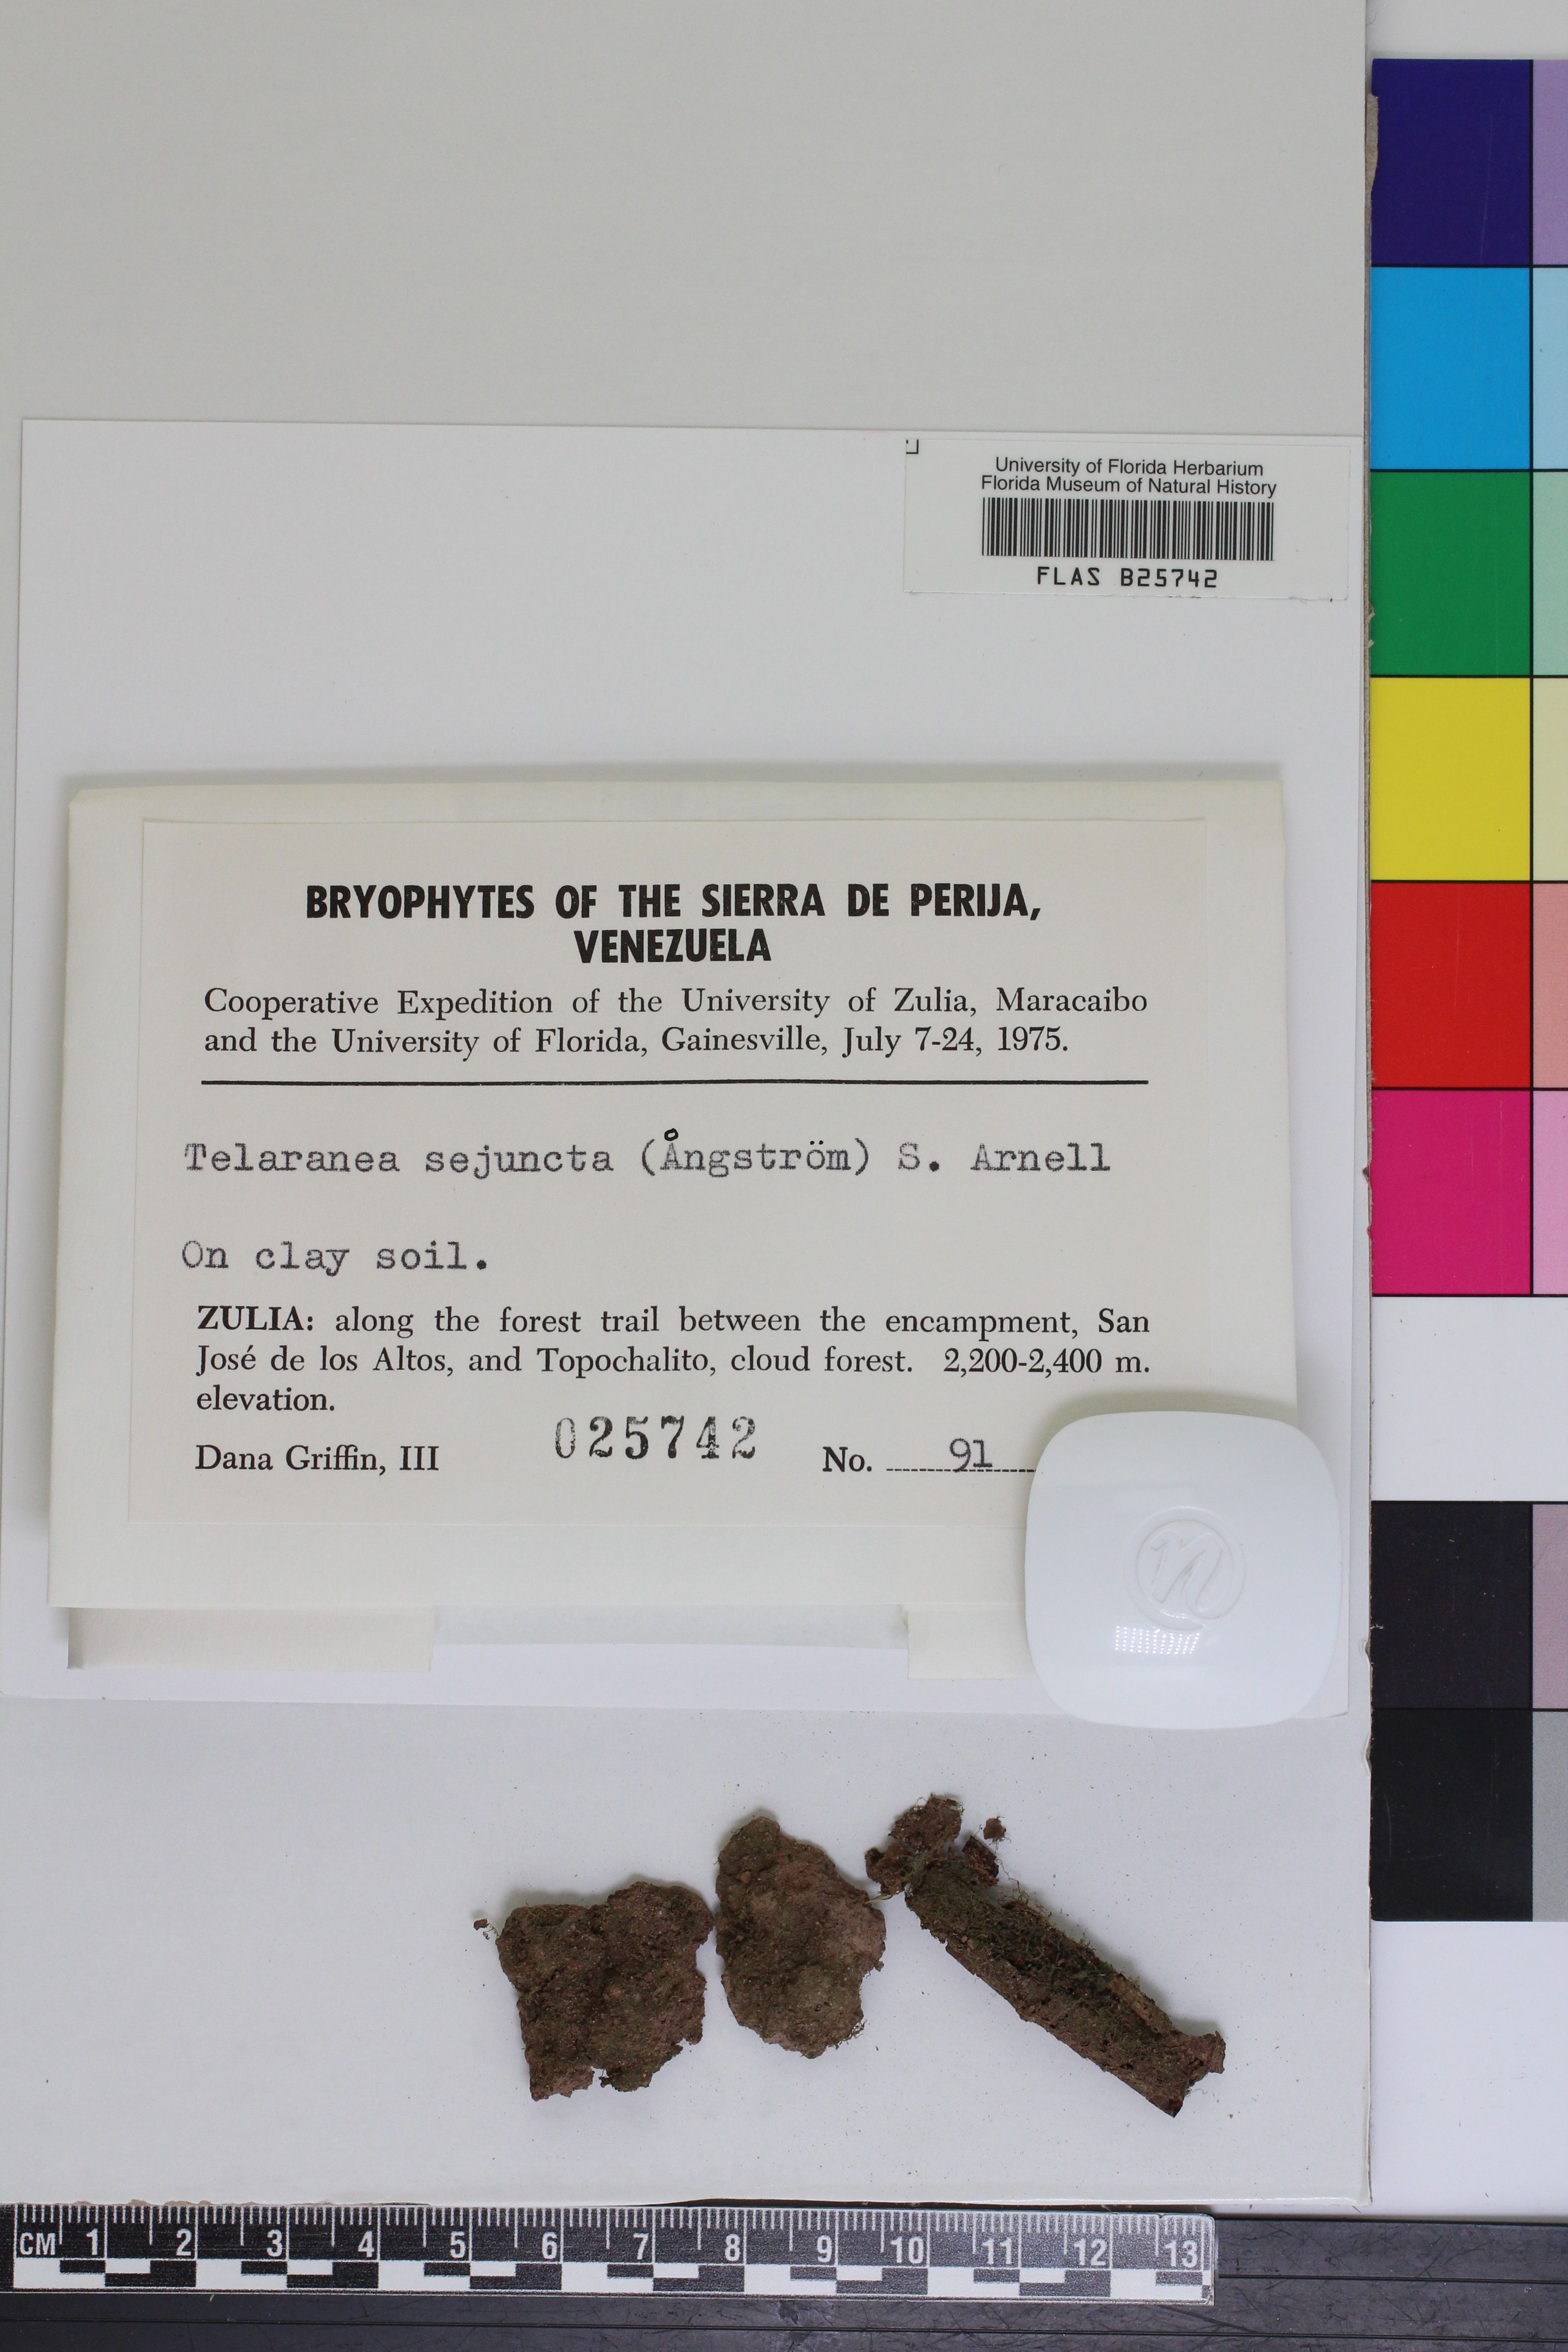 University of Florida Herbarium
Florida Museum of Natural History
FLAS B25742
BRYOPHYTES OF THE SIERRA DE PERIJA,
VENEZUELA
Cooperative Expedition of the University of Zulia, Maracaibo
and the University of Florida, Gainesville, July 7-24, 1975.
Telaranea sejuncta (Ångström) S. Arnell
On clay soil.
ZULIA: along the forest trail between the encampment, San
José de los Altos, and Topochalito, cloud forest. 2,200-2,400 m.
elevation.
025742
Dana Griffin, III No. 91
n
CM 1 2 3 4 5 6 7 8 9 10 11 12 13